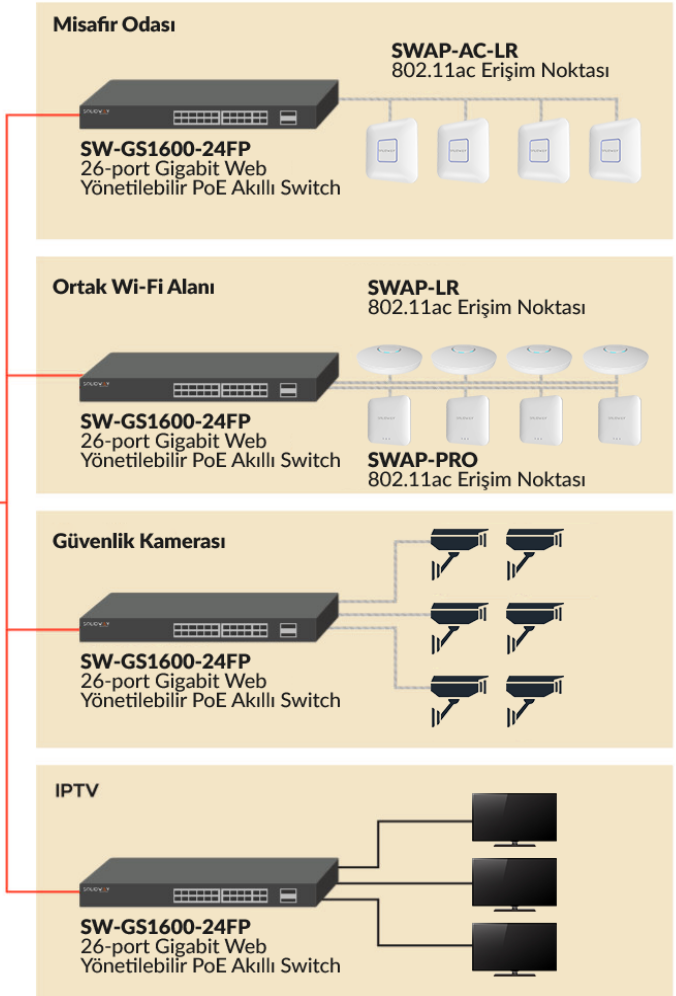 Misafir Odası
SWAP-AC-LR
802.11ac Erişim Noktası
SW-GS1600-24FP
26-port Gigabit Web
Yönetilebilir PoE Akıllı Switch
Ortak Wi-Fi Alanı
SWAP-LR
802.11ac Erişim Noktası
SW-GS1600-24FP
26-port Gigabit Web
Yönetilebilir PoE Akıllı Switch
SWAP-PRO
802.11ac Erişim Noktası
Güvenlik Kamerası
SW-GS1600-24FP
26-port Gigabit Web
Yönetilebilir PoE Akıllı Switch
IPTV
SW-GS1600-24FP
26-port Gigabit Web
Yönetilebilir PoE Akıllı Switch